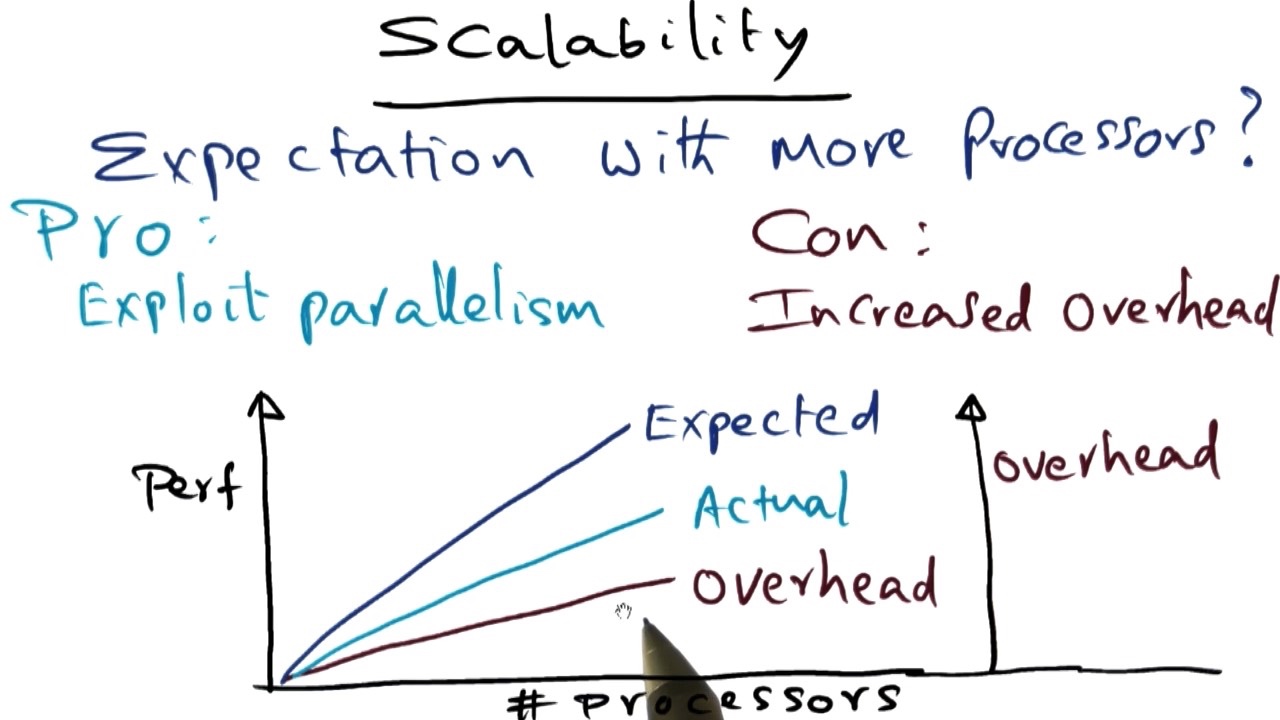 Scalability
Expectation with more Processors?
Pro:
Exploit parallelism
Con:
Increased overhead
Perf
Expected
Actual
Overhead
overhead
# Processors